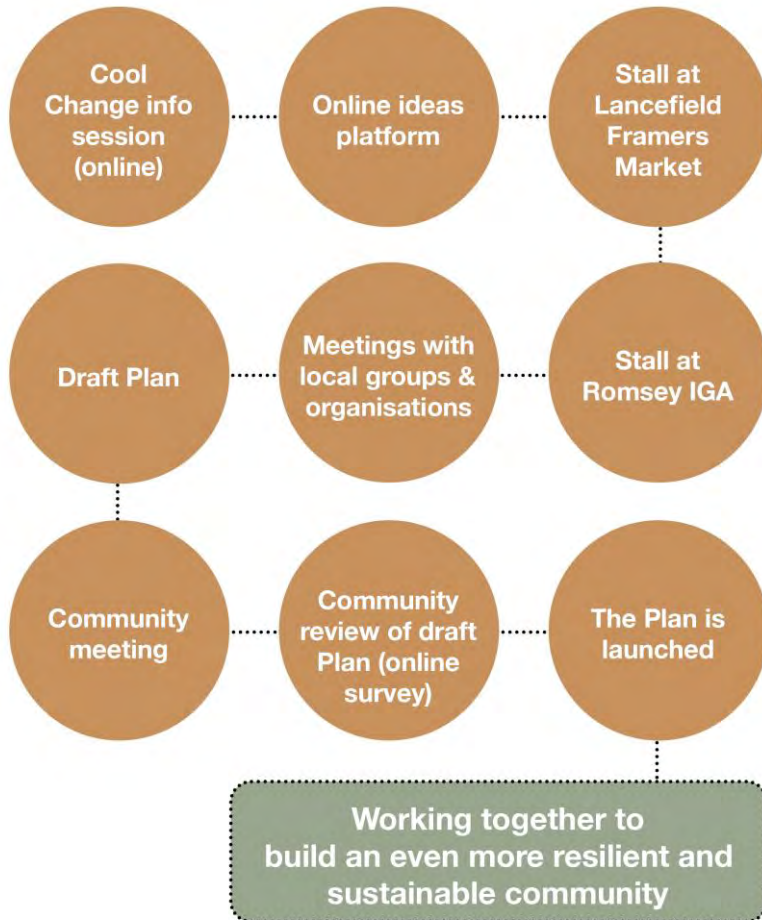 Cool
Change info
session
(online)
Online ideas
platform
Stall at
Lancefield
Framers
Market
Stall at
Romsey IGA
Meetings with
local groups &
organisations
Draft Plan
Community
meeting
Community
review of draft
Plan (online
survey)
The Plan is
launched
Working together to
build an even more resilient and
sustainable community